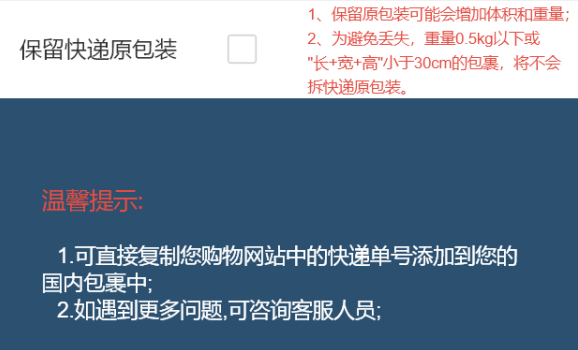 保留快递原包装
1、保留原包装可能会增加体积和重量；
2、为避免丢失，重量0.5kg以下或
"长+宽+高"小于30cm的包裹，将不会
拆快递原包装。
温馨提示:
1.可直接复制您购物网站中的快递单号添加到您的
国内包裹中;
2.如遇到更多问题,可咨询客服人员;